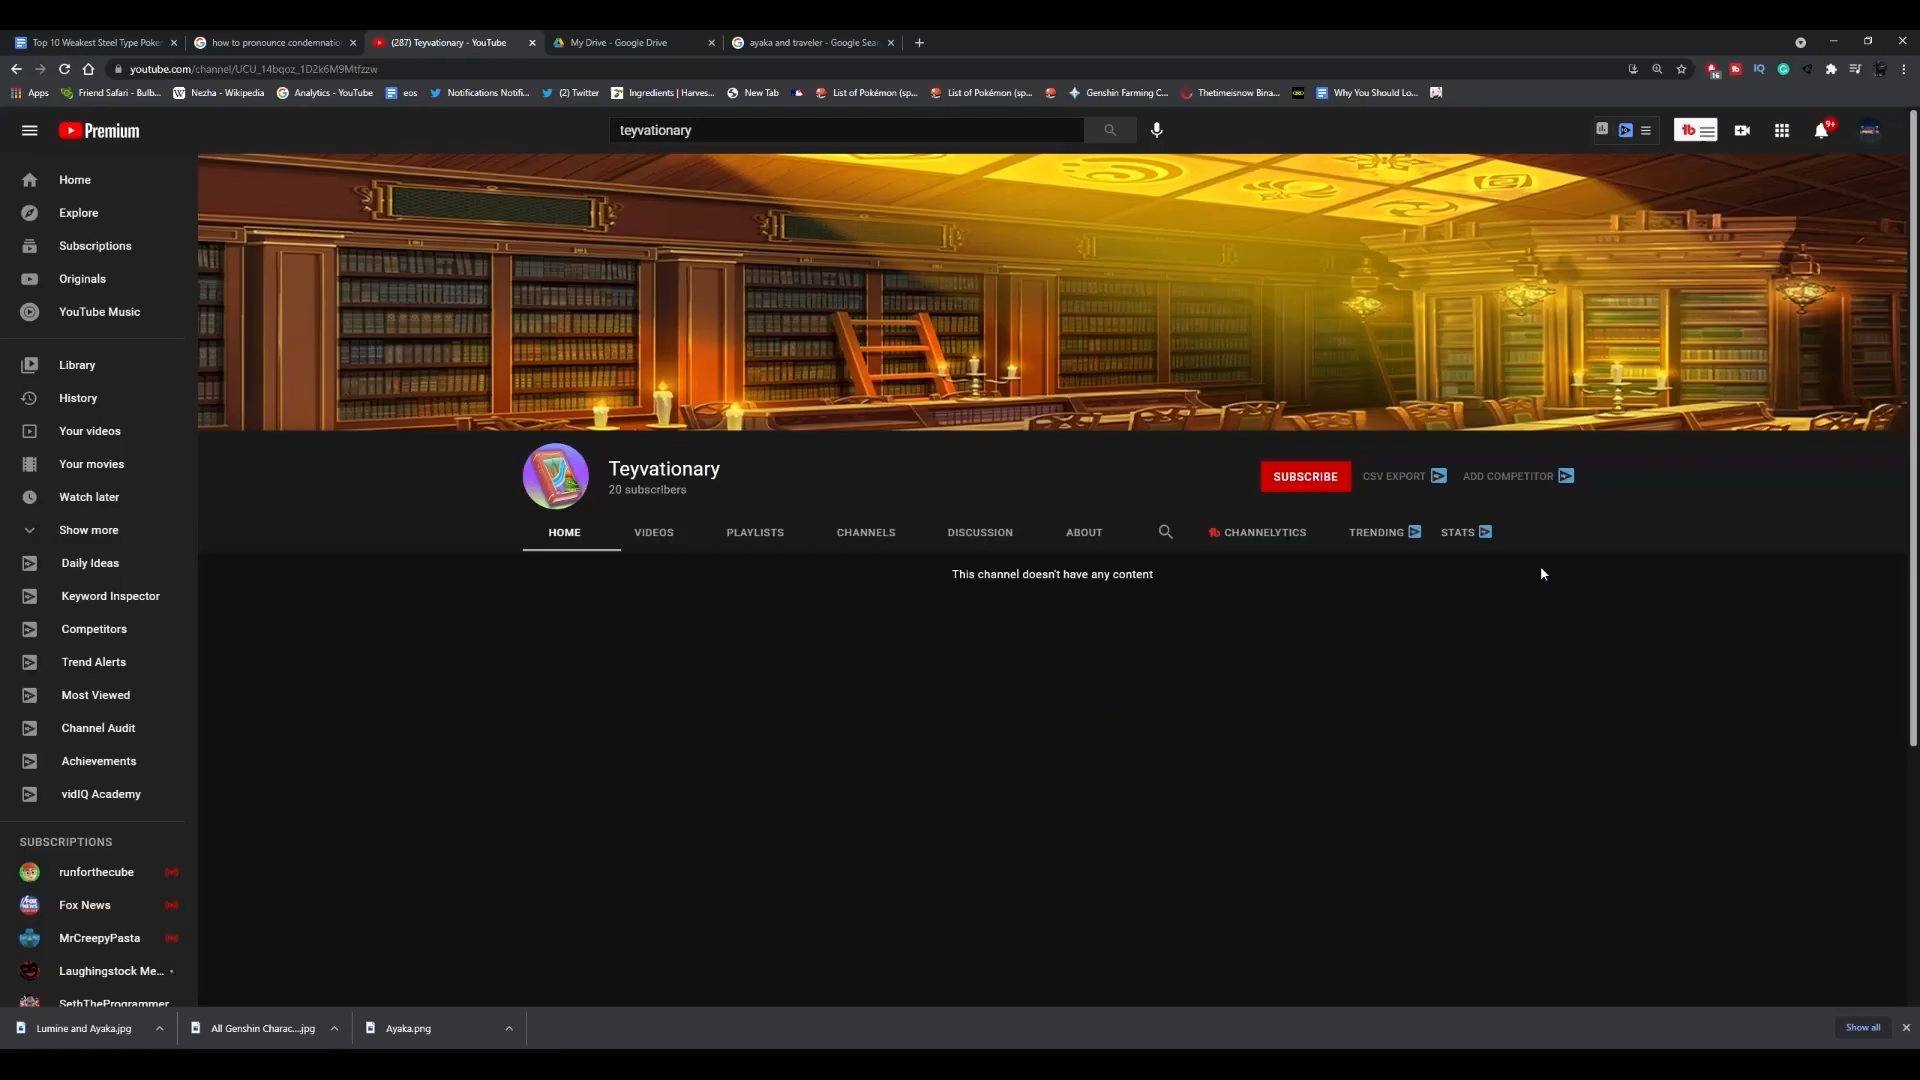 Top 10 Weakest Steel Type Poke
how to pronounce condemnatio
(287) Teyvationary - YouTube
My Drive - Google Drive
ayaka and traveler - Google Sear
youtube.com/channel/UCU_14bqoz_1D2k6M9Mtfzzw
16
Apps
Friend Safari - Bulb...
Nezha - Wikipedia
Analytics - YouTube
eos
Notifications Notifi...
(2) Twitter
Ingredients | Harves...
New Tab
List of Pokémon (sp...
List of Pokémon (sp...
Genshin Farming C...
Thetimeisnow Bina...
Why You Should Lo...
Premium
teyvationary
9+
Home
Explore
Subscriptions
Originals
YouTube Music
Library
History
Your videos
Your movies
Watch later
Show more
Daily Ideas
Keyword Inspector
Competitors
Trend Alerts
Most Viewed
Channel Audit
Achievements
vidIQ Academy
SUBSCRIPTIONS
runforthecube
Fox News
MrCreepyPasta
Laughingstock Me...
SethTheProgrammer
Teyvationary
20 subscribers
SUBSCRIBE
CSV EXPORT
ADD COMPETITOR
HOME
VIDEOS
PLAYLISTS
CHANNELS
DISCUSSION
ABOUT
CHANNELYTICS
TRENDING
STATS
This channel doesn't have any content
Lumine and Ayaka.jpg
All Genshin Charac....jpg
Ayaka.png
Show all